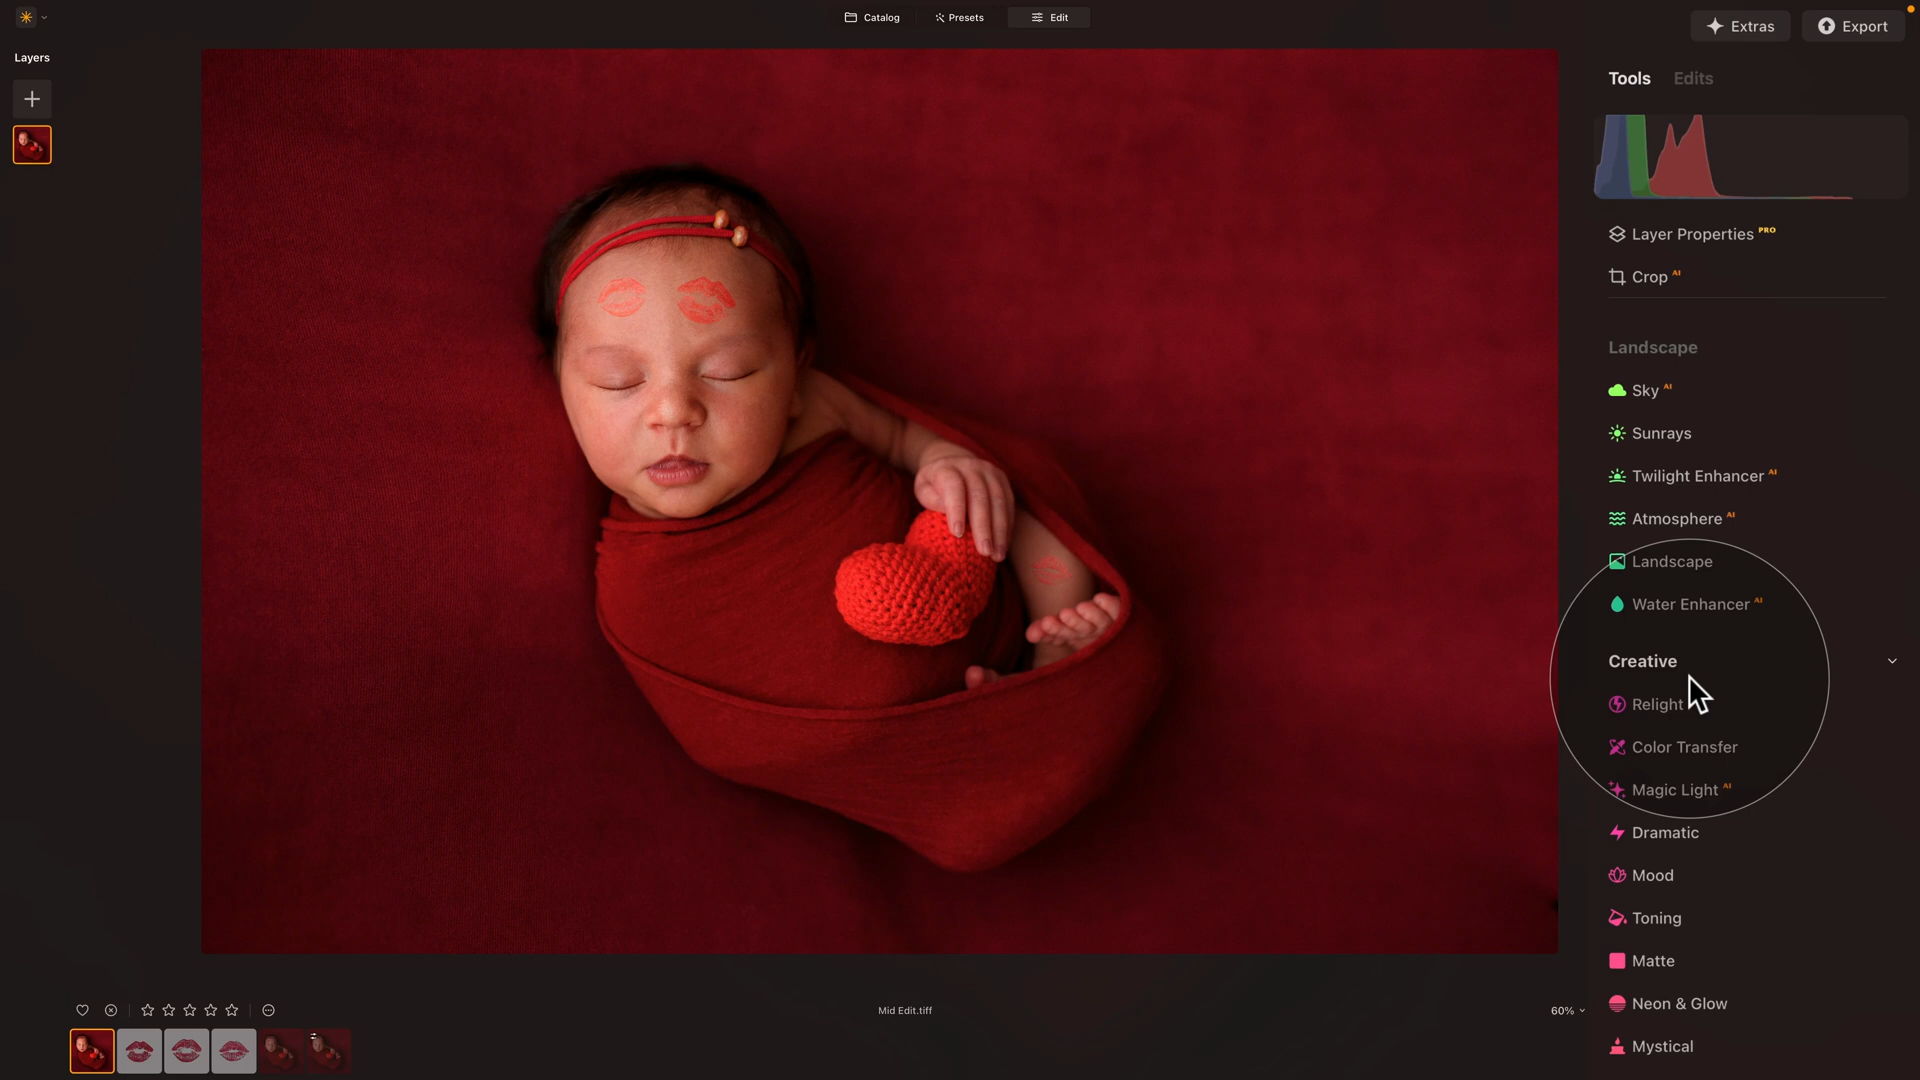 Catalog
Presets
Edit
Extras
Export
Layers
Tools
Edits
Layer Properties PRO
Crop AI
Landscape
Sky AI
Sunrays
Twilight Enhancer AI
Atmosphere AI
Landscape
Water Enhancer AI
Creative
Relight
Color Transfer
Magic Light AI
Dramatic
Mood
Toning
Matte
Neon & Glow
Mystical
Mid Edit.tiff
60%